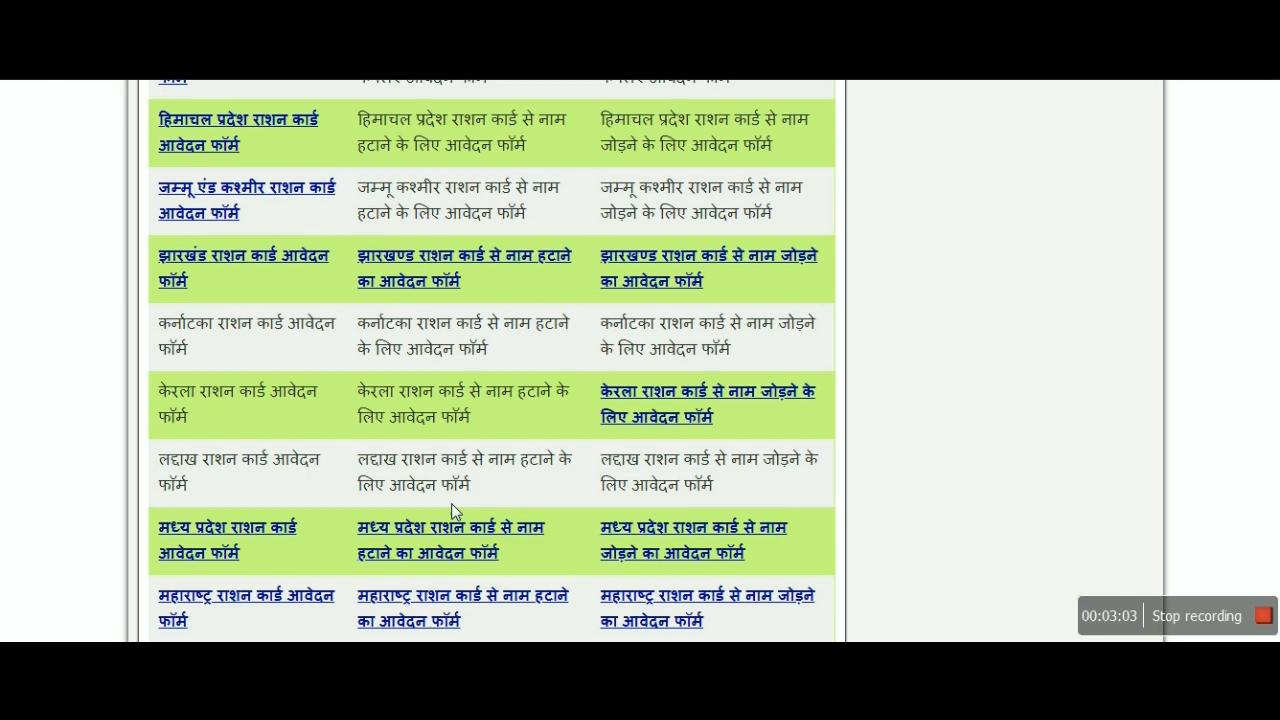 हिमाचल प्रदेश राशन कार्ड
आवेदन फॉर्म
हिमाचल प्रदेश राशन कार्ड से नाम
हटाने के लिए आवेदन फॉर्म
हिमाचल प्रदेश राशन कार्ड से नाम
जोड़ने के लिए आवेदन फॉर्म
जम्मू एंड कश्मीर राशन कार्ड
आवेदन फॉर्म
जम्मू कश्मीर राशन कार्ड से नाम
हटाने के लिए आवेदन फॉर्म
जम्मू कश्मीर राशन कार्ड से नाम
जोड़ने के लिए आवेदन फॉर्म
झारखंड राशन कार्ड आवेदन
फॉर्म
झारखण्ड राशन कार्ड से नाम हटाने
का आवेदन फॉर्म
झारखण्ड राशन कार्ड से नाम जोड़ने
का आवेदन फॉर्म
कर्नाटका राशन कार्ड आवेदन
फॉर्म
कर्नाटका राशन कार्ड से नाम हटाने
के लिए आवेदन फॉर्म
कर्नाटका राशन कार्ड से नाम जोड़ने
के लिए आवेदन फॉर्म
केरला राशन कार्ड आवेदन
फॉर्म
केरला राशन कार्ड से नाम हटाने के
लिए आवेदन फॉर्म
केरला राशन कार्ड से नाम जोड़ने के
लिए आवेदन फॉर्म
लद्दाख राशन कार्ड आवेदन
फॉर्म
लद्दाख राशन कार्ड से नाम हटाने के
लिए आवेदन फॉर्म
लद्दाख राशन कार्ड से नाम जोड़ने के
लिए आवेदन फॉर्म
मध्य प्रदेश राशन कार्ड
आवेदन फॉर्म
मध्य प्रदेश राशन कार्ड से नाम
हटाने का आवेदन फॉर्म
मध्य प्रदेश राशन कार्ड से नाम
जोड़ने का आवेदन फॉर्म
महाराष्ट्र राशन कार्ड आवेदन
फॉर्म
महाराष्ट्र राशन कार्ड से नाम हटाने
का आवेदन फॉर्म
महाराष्ट्र राशन कार्ड से नाम जोड़ने
का आवेदन फॉर्म
00:03:03 Stop recording